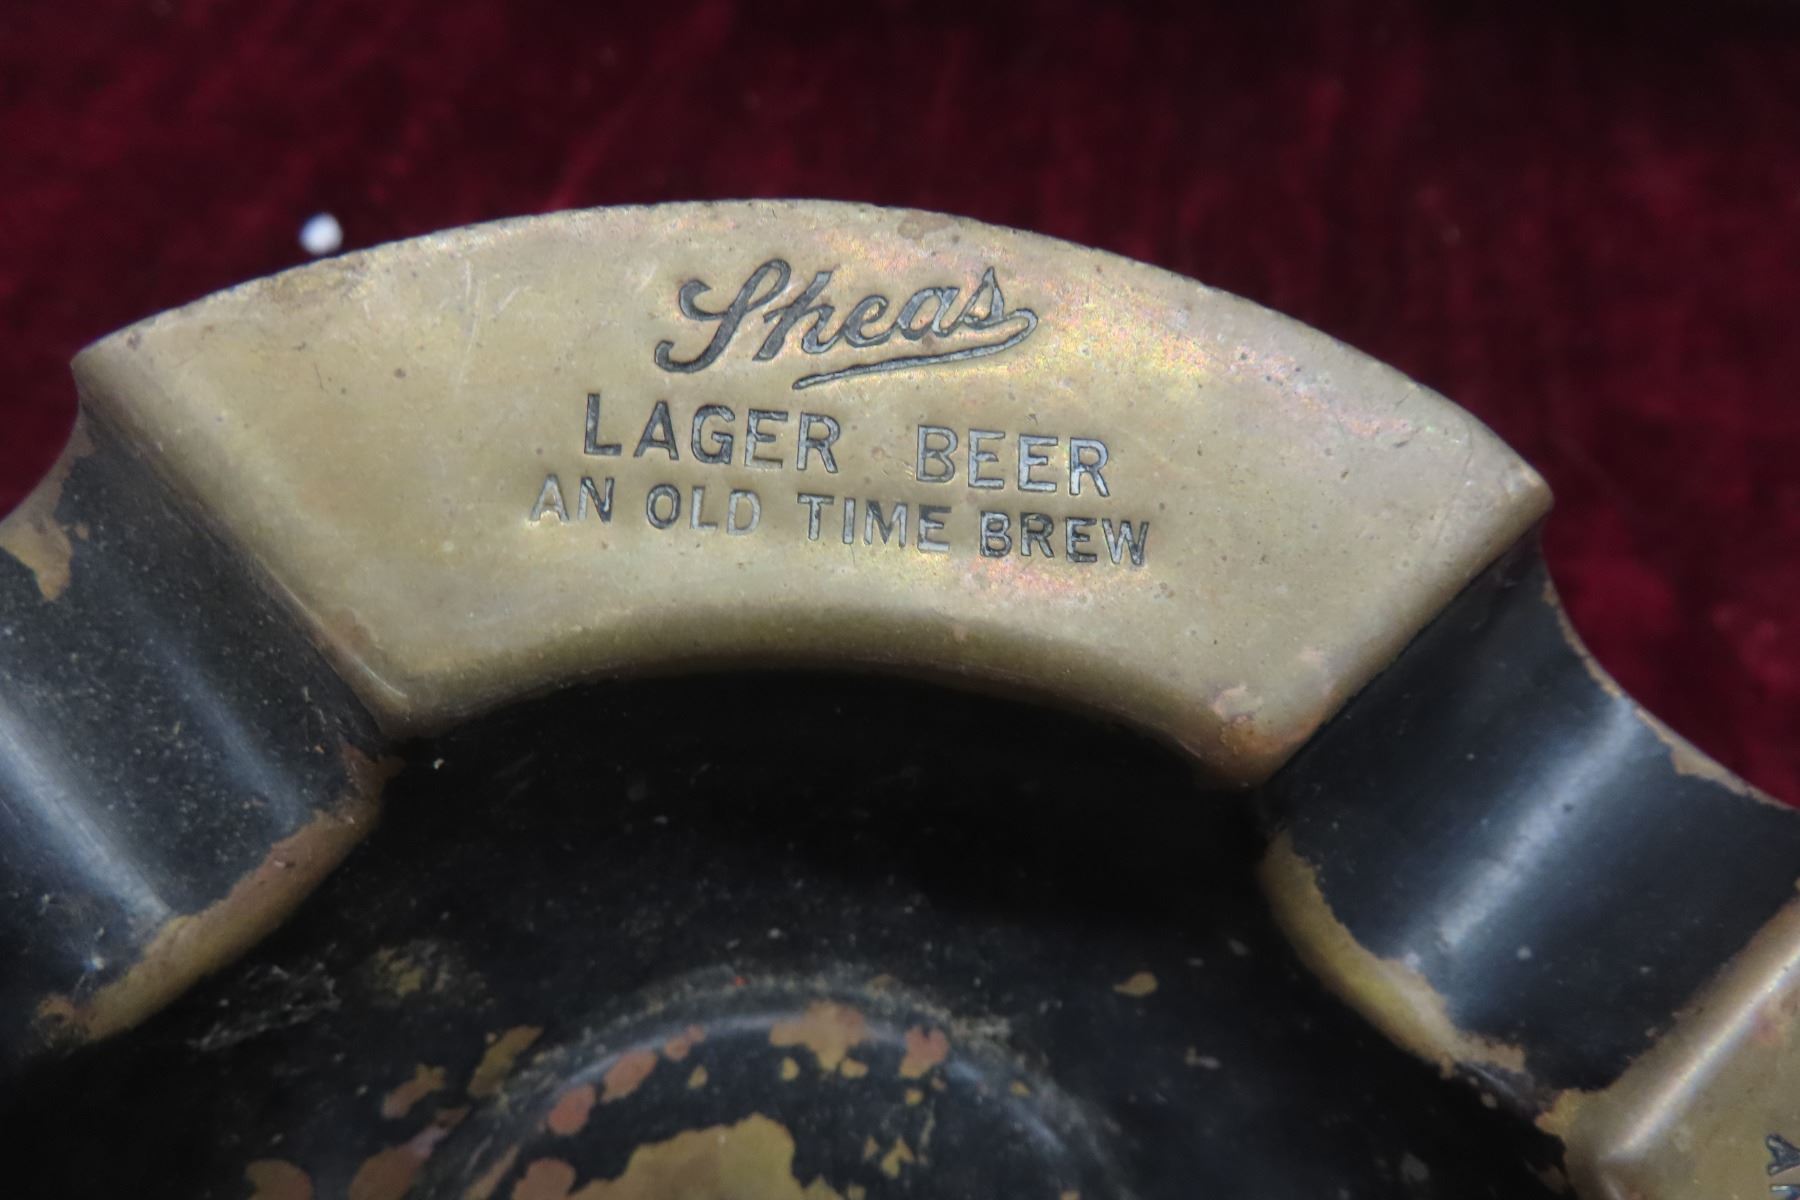 Sheas
LAGER BEER
AN OLD TIME BREW